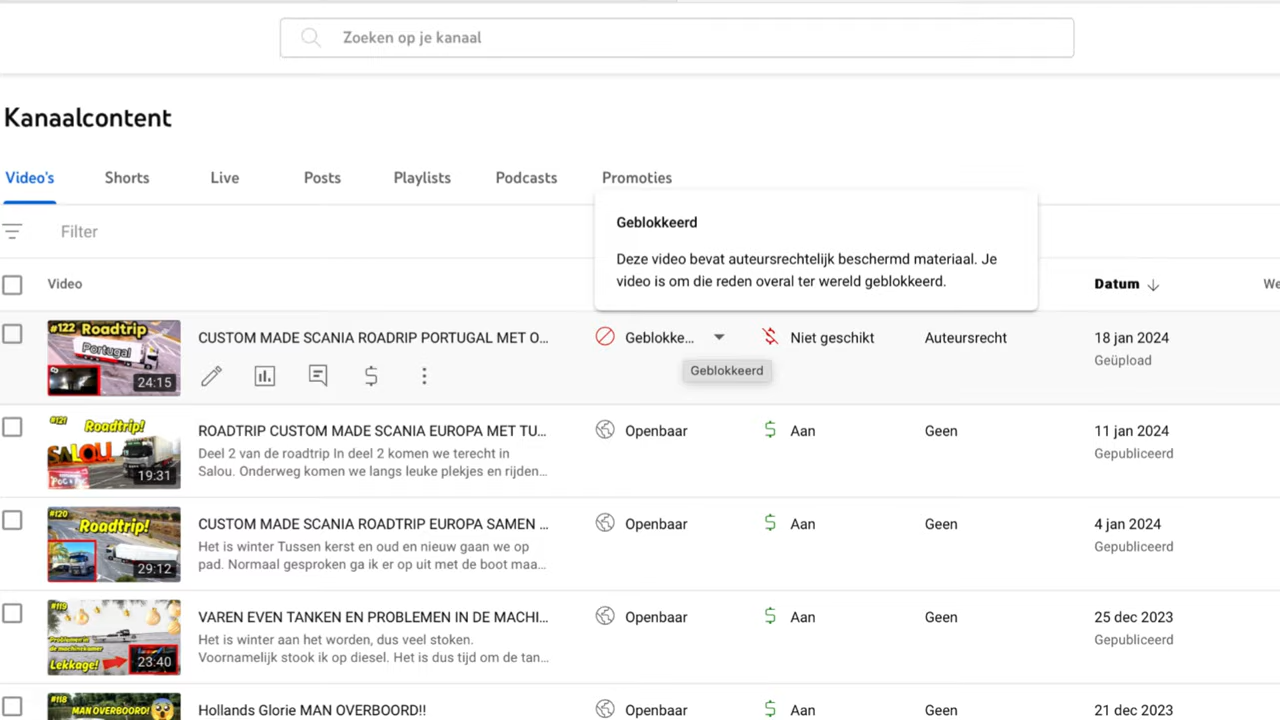 Zoeken op je kanaal
Kanaalcontent
Video's Shorts Live Posts Playlists Podcasts Promoties
Filter
Geblokkeerd
Deze video bevat auteursrechtelijk beschermd materiaal. Je
video is om die reden overal ter wereld geblokkeerd.
Video Datum We
#122 Roadtrip
Portugal
24:15
CUSTOM MADE SCANIA ROADRIP PORTUGAL MET O...
Geblokke... Niet geschikt Auteursrecht 18 jan 2024
Geüpload
Geblokkeerd
#121 Roadtrip!
SALOU
19:31
ROADTRIP CUSTOM MADE SCANIA EUROPA MET TU...
Deel 2 van de roadtrip In deel 2 komen we terecht in
Salou. Onderweg komen we langs leuke plekjes en rijden...
Openbaar Aan Geen 11 jan 2024
Gepubliceerd
#120
Roadtrip!
29:12
CUSTOM MADE SCANIA ROADTRIP EUROPA SAMEN ...
Het is winter Tussen kerst en oud en nieuw gaan we op
pad. Normaal gesproken ga ik er op uit met de boot maa...
Openbaar Aan Geen 4 jan 2024
Gepubliceerd
#119
Problemen in
de machinekamer
Lekkage!
23:40
VAREN EVEN TANKEN EN PROBLEMEN IN DE MACHI...
Het is winter aan het worden, dus veel stoken.
Voornamelijk stook ik op diesel. Het is dus tijd om de tan...
Openbaar Aan Geen 25 dec 2023
Gepubliceerd
#118
MAN OVERBOORD!
Hollands Glorie MAN OVERBOORD!!
Openbaar Aan Geen 21 dec 2023